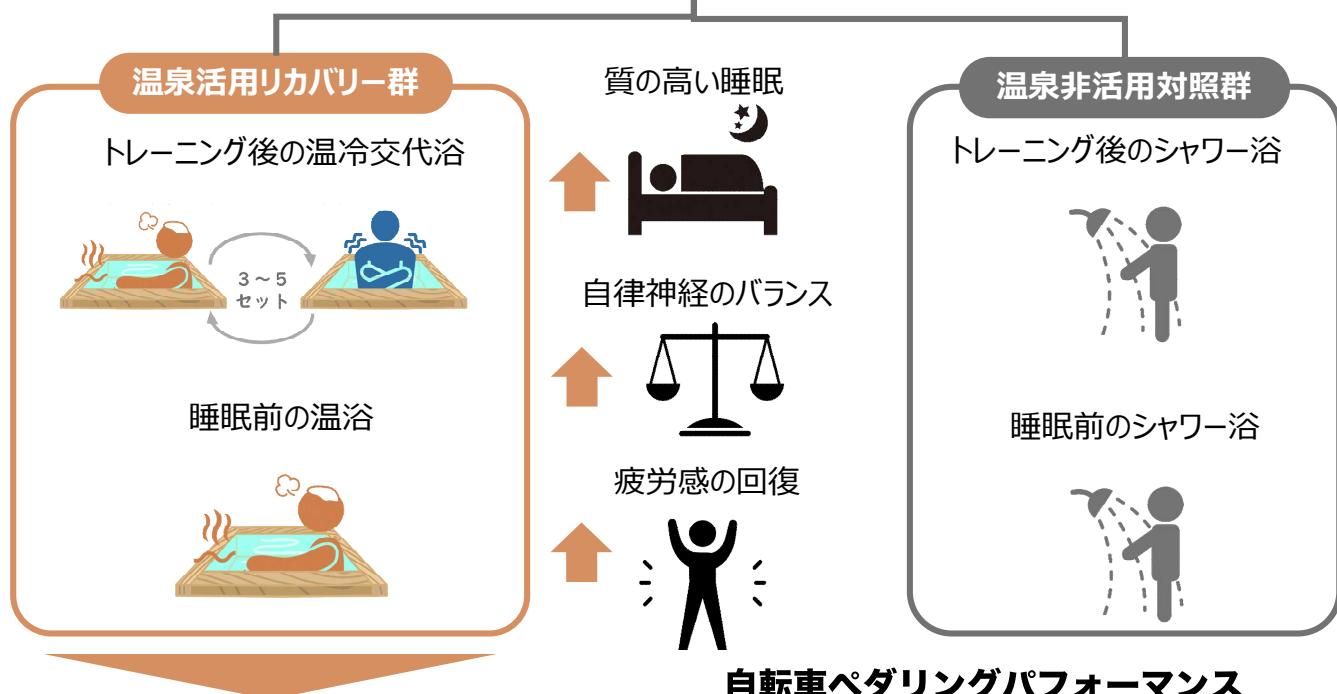 温泉活用リカバリー群
トレーニング後の温冷交代浴
3～5
セット
睡眠前の温浴
質の高い睡眠
自律神経のバランス
疲労感の回復
温泉非活用対照群
トレーニング後のシャワー浴
睡眠前のシャワー浴
自転車ペダリングパフォーマンス